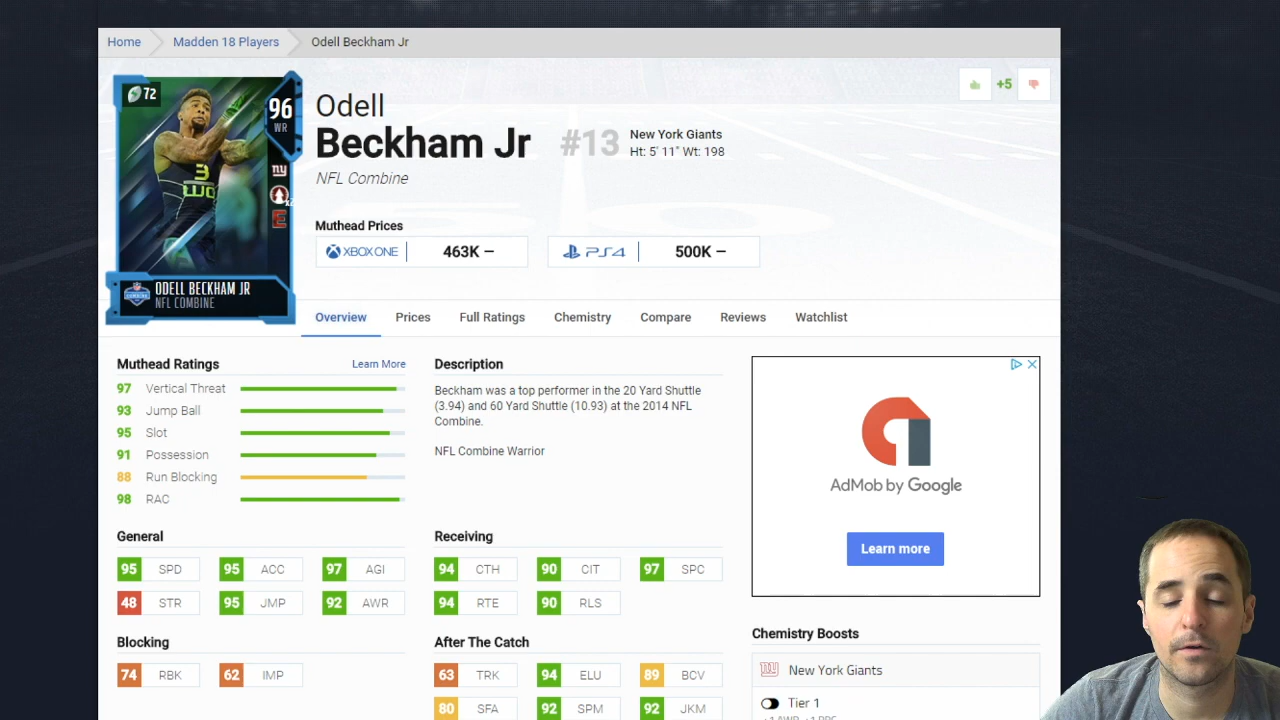 Home
Madden 18 Players
Odell Beckham Jr
72
96
WR
NY
x2
E
3
WO
ODELL BECKHAM JR
NFL COMBINE
Odell
Beckham Jr
#13
New York Giants
Ht: 5' 11" Wt: 198
NFL Combine
+5
Muthead Prices
XBOX ONE 463K –
PS4 500K –
Overview Prices Full Ratings Chemistry Compare Reviews Watchlist
Muthead Ratings Learn More
97 Vertical Threat
93 Jump Ball
95 Slot
91 Possession
88 Run Blocking
98 RAC
Description
Beckham was a top performer in the 20 Yard Shuttle
(3.94) and 60 Yard Shuttle (10.93) at the 2014 NFL
Combine.
NFL Combine Warrior
AdMob by Google
Learn more
General
95 SPD 95 ACC 97 AGI
48 STR 95 JMP 92 AWR
Receiving
94 CTH 90 CIT 97 SPC
94 RTE 90 RLS
Blocking
74 RBK 62 IMP
After The Catch
63 TRK 94 ELU 89 BCV
80 SFA 92 SPM 92 JKM
Chemistry Boosts
New York Giants
Tier 1